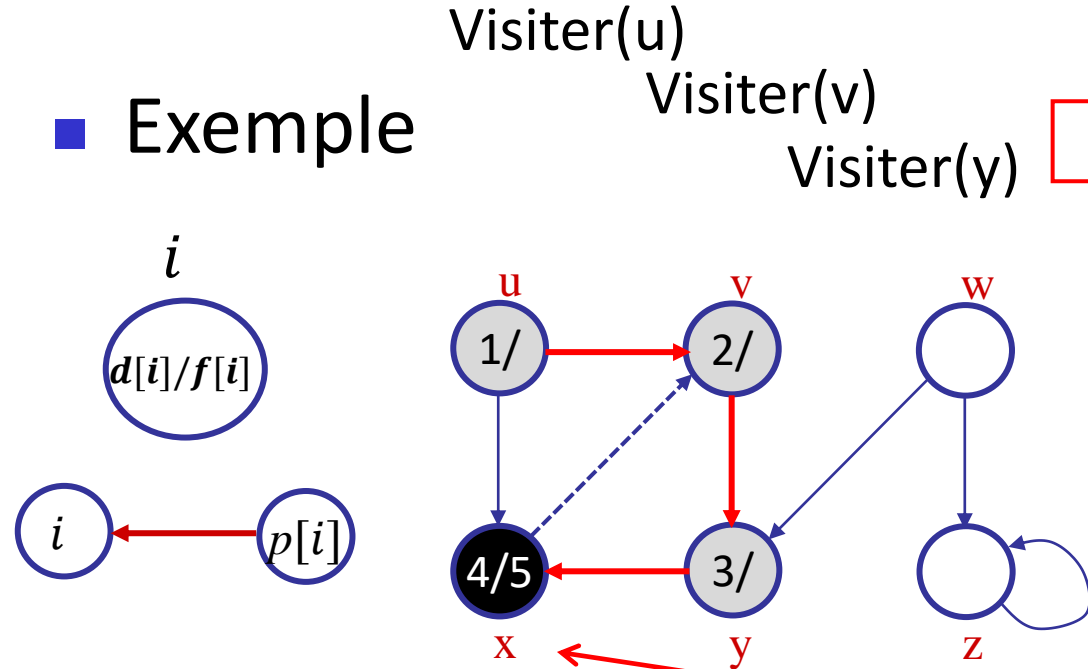 Visiter(u)
Visiter(v)
■ Exemple
Visiter(y)
i
u v w
d[i]/f[i] 1/ 2/
i p[i] 4/5 3/
x y z